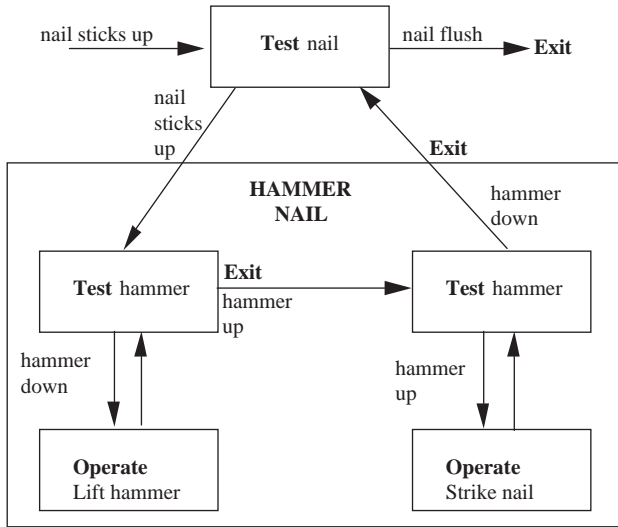 nail sticks up
Test nail
nail flush
Exit
nail
sticks
up
Exit
HAMMER
NAIL
hammer
down
Test hammer
Exit
hammer
up
Test hammer
hammer
down
hammer
up
Operate
Lift hammer
Operate
Strike nail